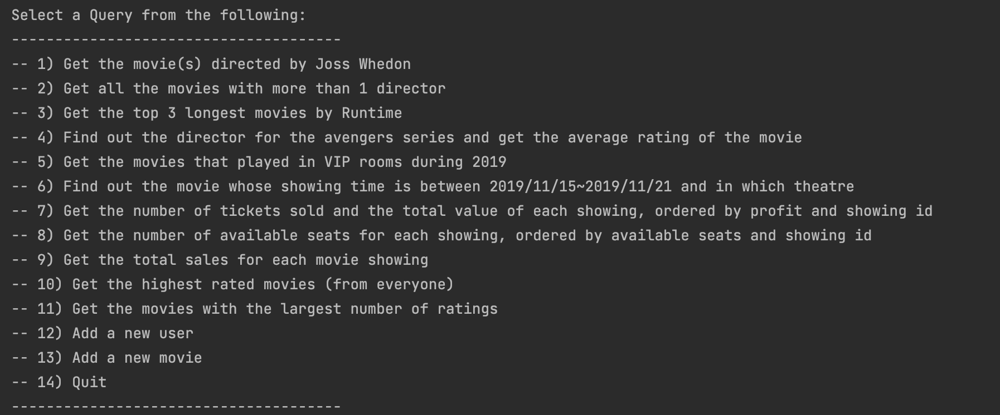 Select a Query from the following:
--------------------------------------
-- 1) Get the movie(s) directed by Joss Whedon
-- 2) Get all the movies with more than 1 director
-- 3) Get the top 3 longest movies by Runtime
-- 4) Find out the director for the avengers series and get the average rating of the movie
-- 5) Get the movies that played in VIP rooms during 2019
-- 6) Find out the movie whose showing time is between 2019/11/15~2019/11/21 and in which theatre
-- 7) Get the number of tickets sold and the total value of each showing, ordered by profit and showing id
-- 8) Get the number of available seats for each showing, ordered by available seats and showing id
-- 9) Get the total sales for each movie showing
-- 10) Get the highest rated movies (from everyone)
-- 11) Get the movies with the largest number of ratings
-- 12) Add a new user
-- 13) Add a new movie
-- 14) Quit
--------------------------------------